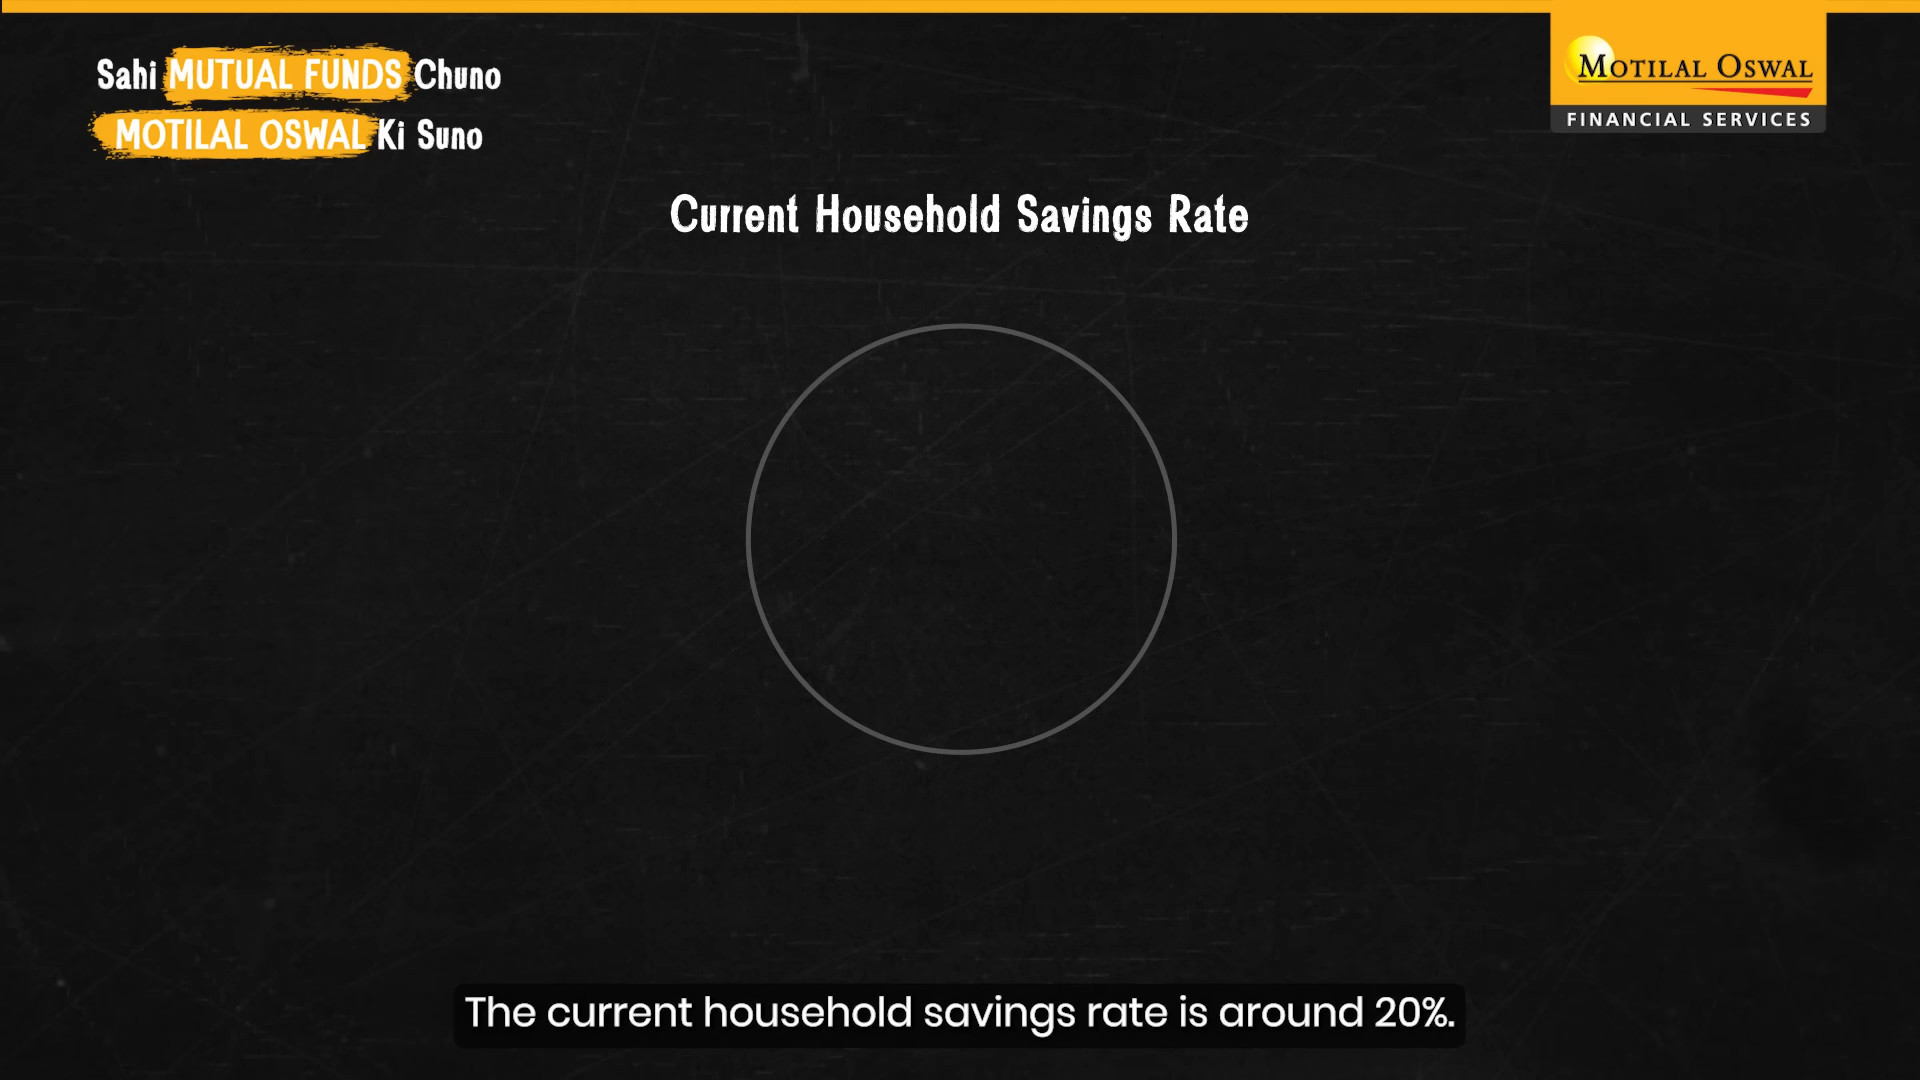 Sahi MUTUAL FUNDS Chuno
MOTILAL OSWAL Ki Suno
MOTILAL OSWAL
FINANCIAL SERVICES
Current Household Savings Rate
The current household savings rate is around 20%.